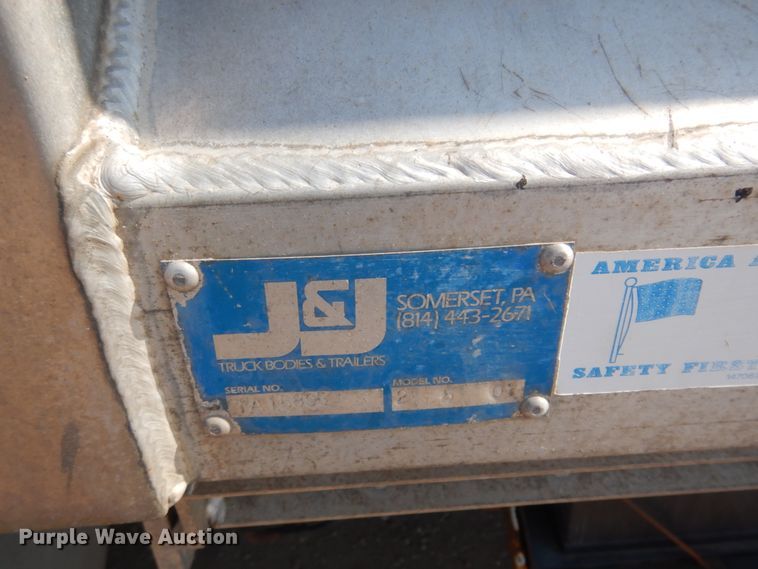 J&J
TRUCK BODIES & TRAILERS
SOMERSET, PA
(814) 443-2671
SERIAL NO.
MODEL NO.
AMERICA
SAFETY FIRST
Purple Wave Auction